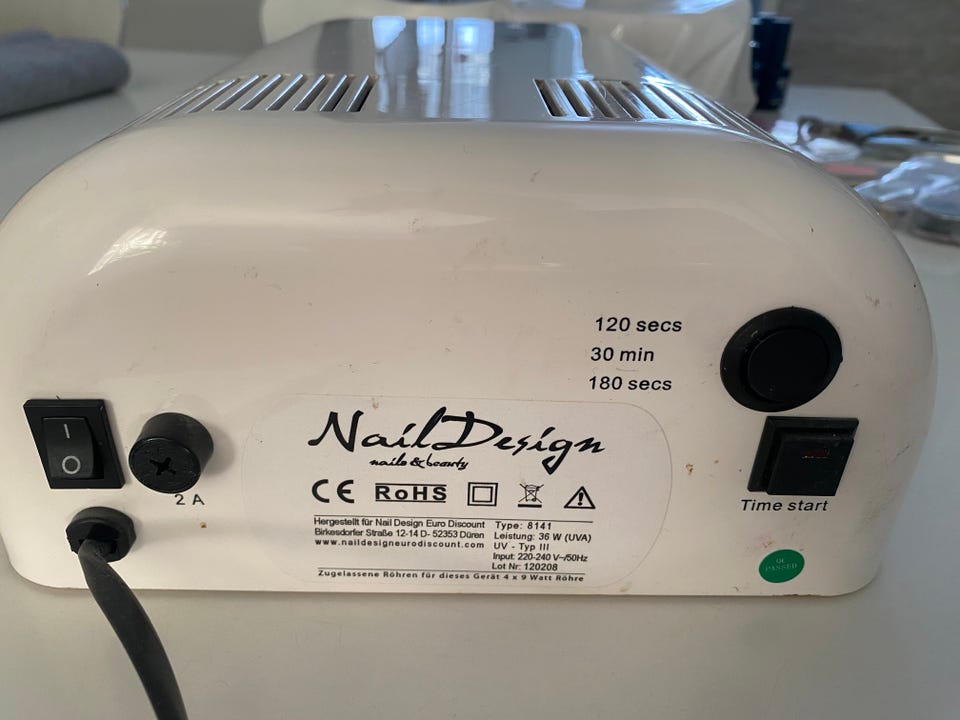 120 secs
30 min
180 secs
I
O
2 A
Time start
NailDesign
nails & beauty
CE RoHS
Hergestellt für Nail Design Euro Discount
Birkesdorfer Straße 12-14 D- 52353 Düren
www.naildesigneurodiscount.com
Type: 8141
Leistung: 36 W (UVA)
UV - Typ III
Input: 220-240 V~/50Hz
Lot Nr: 120208
Zugelassene Röhren für dieses Gerät 4 x 9 Watt Röhre
QC
PASSED